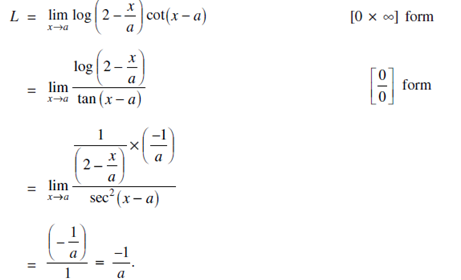 L = lim_{x→a} log(2 − x/a) cot(x − a) [0 × ∞] form
= lim_{x→a} log(2 − x/a) / tan(x − a) [0/0] form
= lim_{x→a} (1/(2 − x/a) × (−1/a)) / sec²(x − a)
= (−1/a)/1 = −1/a.